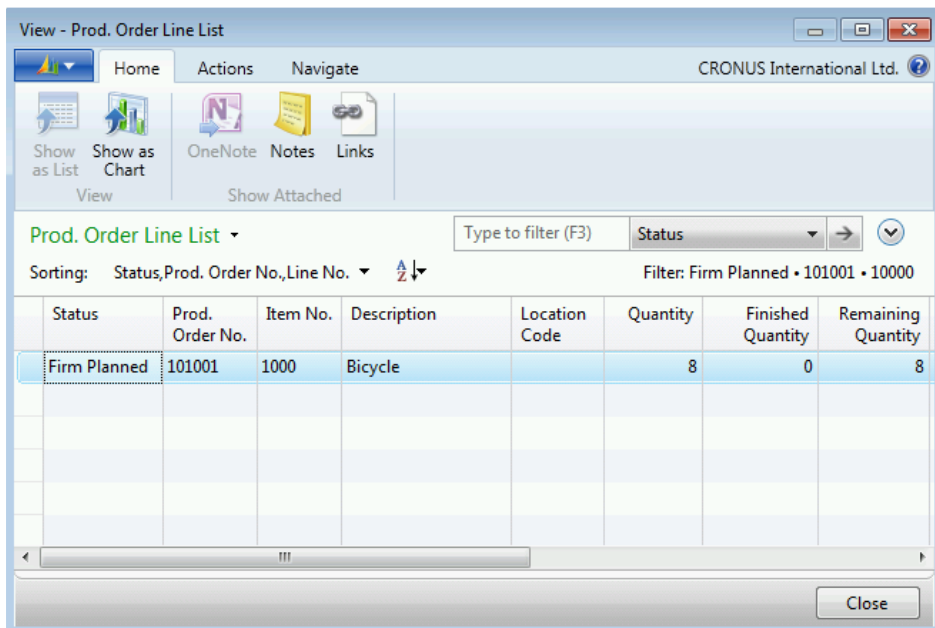 View - Prod. Order Line List
Home Actions Navigate CRONUS International Ltd.
Show as List Show as Chart OneNote Notes Links
View Show Attached
Prod. Order Line List Type to filter (F3) Status
Sorting: Status,Prod. Order No.,Line No. Filter: Firm Planned • 101001 • 10000
Status Prod. Order No. Item No. Description Location Code Quantity Finished Quantity Remaining Quantity
Firm Planned 101001 1000 Bicycle 8 0 8
Close